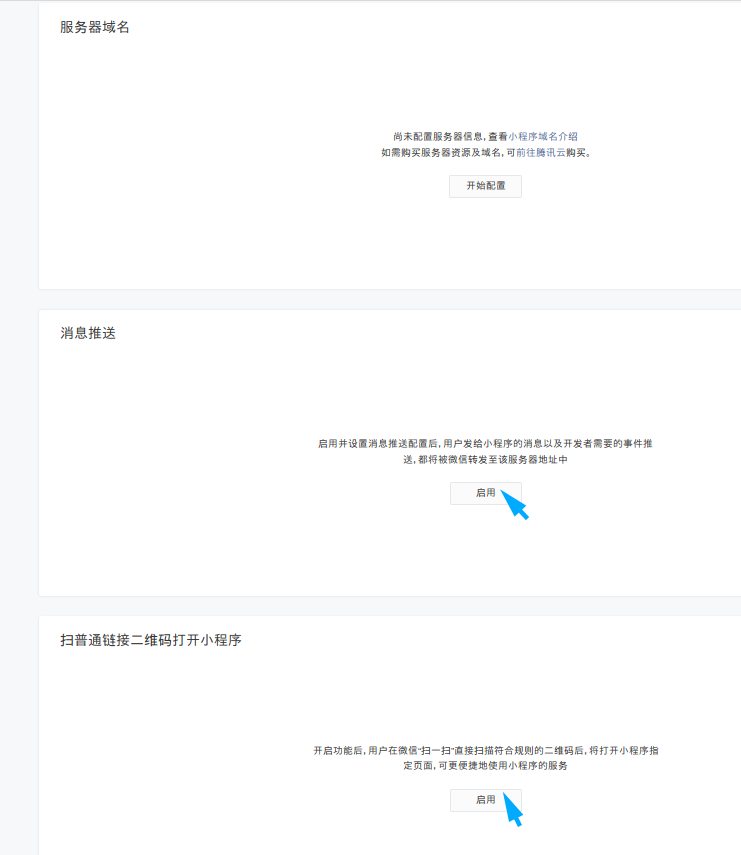 服务器域名
尚未配置服务器信息,查看小程序域名介绍
如需购买服务器资源及域名,可前往腾讯云购买。
开始配置
消息推送
启用并设置消息推送配置后,用户发给小程序的消息以及开发者需要的事件推
送,都将被微信转发至该服务器地址中
启用
扫普通链接二维码打开小程序
开启功能后,用户在微信“扫一扫”直接扫描符合规则的二维码后,将打开小程序指
定页面,可更便捷地使用小程序的服务
启用